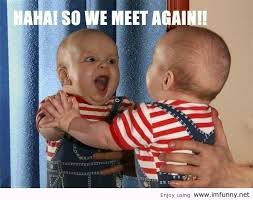 HAHA! SO WE MEET AGAIN!!
Enjoy using www.imfunny.net